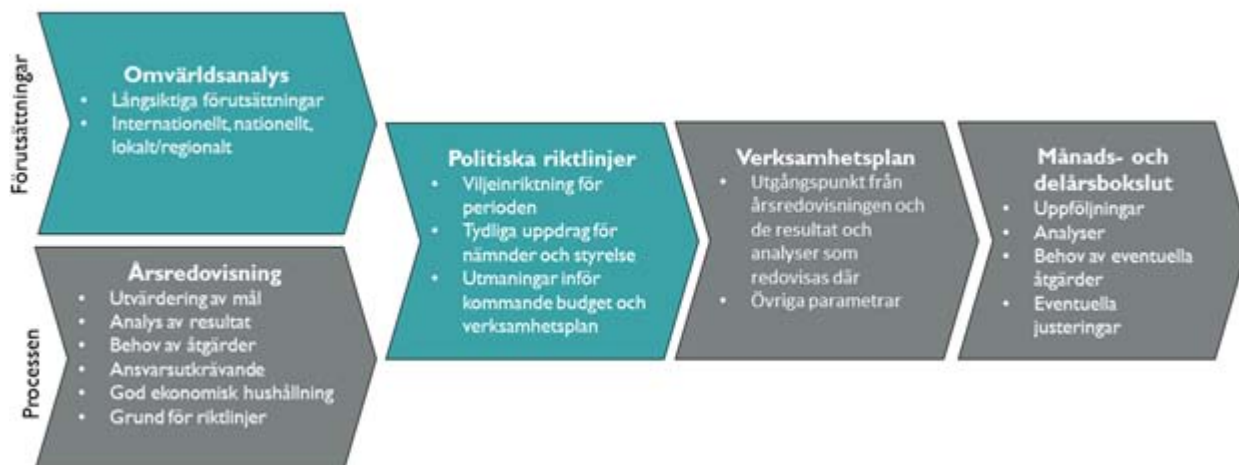 Förutsättningar
Omvärldsanalys
• Långsiktiga förutsättningar
• Internationellt, nationellt,
lokalt/regionalt
Processen
Årsredovisning
• Utvärdering av mål
• Analys av resultat
• Behov av åtgärder
• Ansvarsutkrävande
• God ekonomisk hushållning
• Grund för riktlinjer
Politiska riktlinjer
• Viljeinriktning för
perioden
• Tydliga uppdrag för
nämnder och styrelse
• Utmaningar inför
kommande budget och
verksamhetsplan
Verksamhetsplan
• Utgångspunkt från
årsredovisningen och
de resultat och
analyser som
redovisas där
• Övriga parametrar
Månads- och
delårsbokslut
• Uppföljningar
• Analyser
• Behov av eventuella
åtgärder
• Eventuella
justeringar